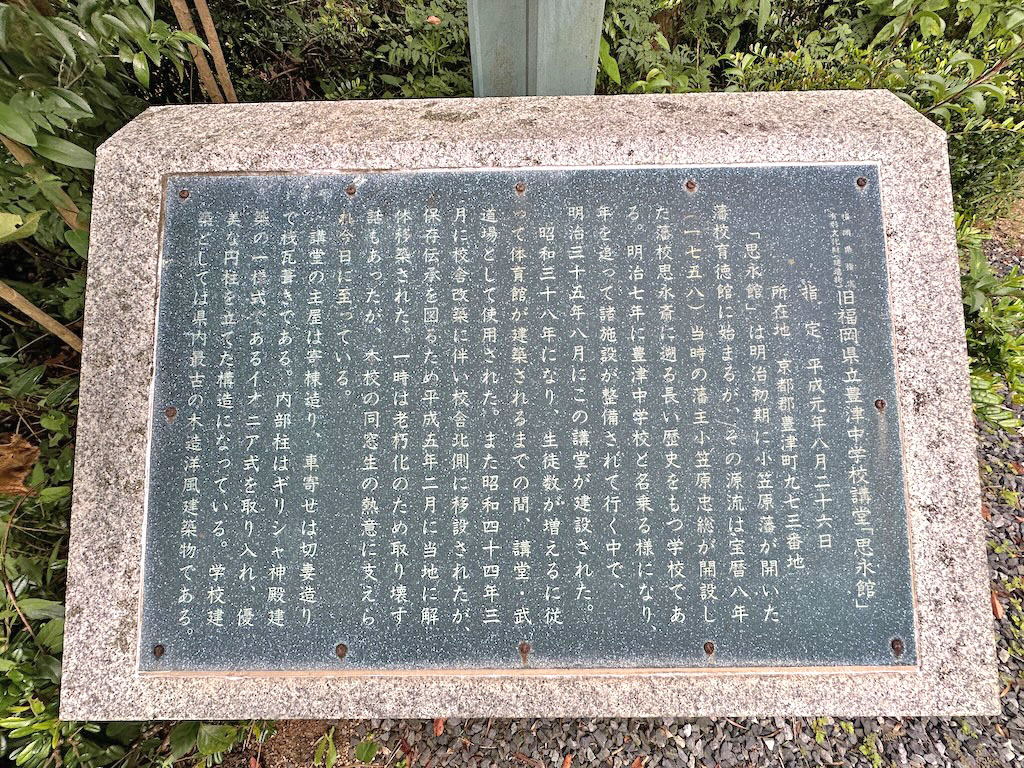 福岡県指定
有形文化財(建造物)
旧福岡県立豊津中学校講堂「思永館」
指定 平成元年八月二十六日
所在地 京都郡豊津町九七三番地
「思永館」は明治初期に小笠原藩が開いた
藩校育徳館に始まるが、その源流は宝暦八年
(一七五八)当時の藩主小笠原忠総が開設し
た藩校思永斎に遡る長い歴史をもつ学校であ
る。明治七年に豊津中学校と名乗る様になり、
年を追って諸施設が整備されて行く中で、
明治三十五年八月にこの講堂が建設された。
昭和三十八年になり、生徒数が増えるに従
って体育館が建築されるまでの間、講堂・武
道場として使用された。また昭和四十四年三
月に校舎改築に伴い校舎北側に移設されたが、
保存伝承を図るため平成五年二月に当地に解
体移築された。一時は老朽化のため取り壊す
話もあったが、本校の同窓生の熱意に支えら
れ今日に至っている。
講堂の主屋は寄棟造り、車寄せは切妻造り
で桟瓦葺きである。内部柱はギリシャ神殿建
築の一様式であるイオニア式を取り入れ、優
美な円柱を立てた構造になっている。学校建
築としては県内最古の木造洋風建築物である。